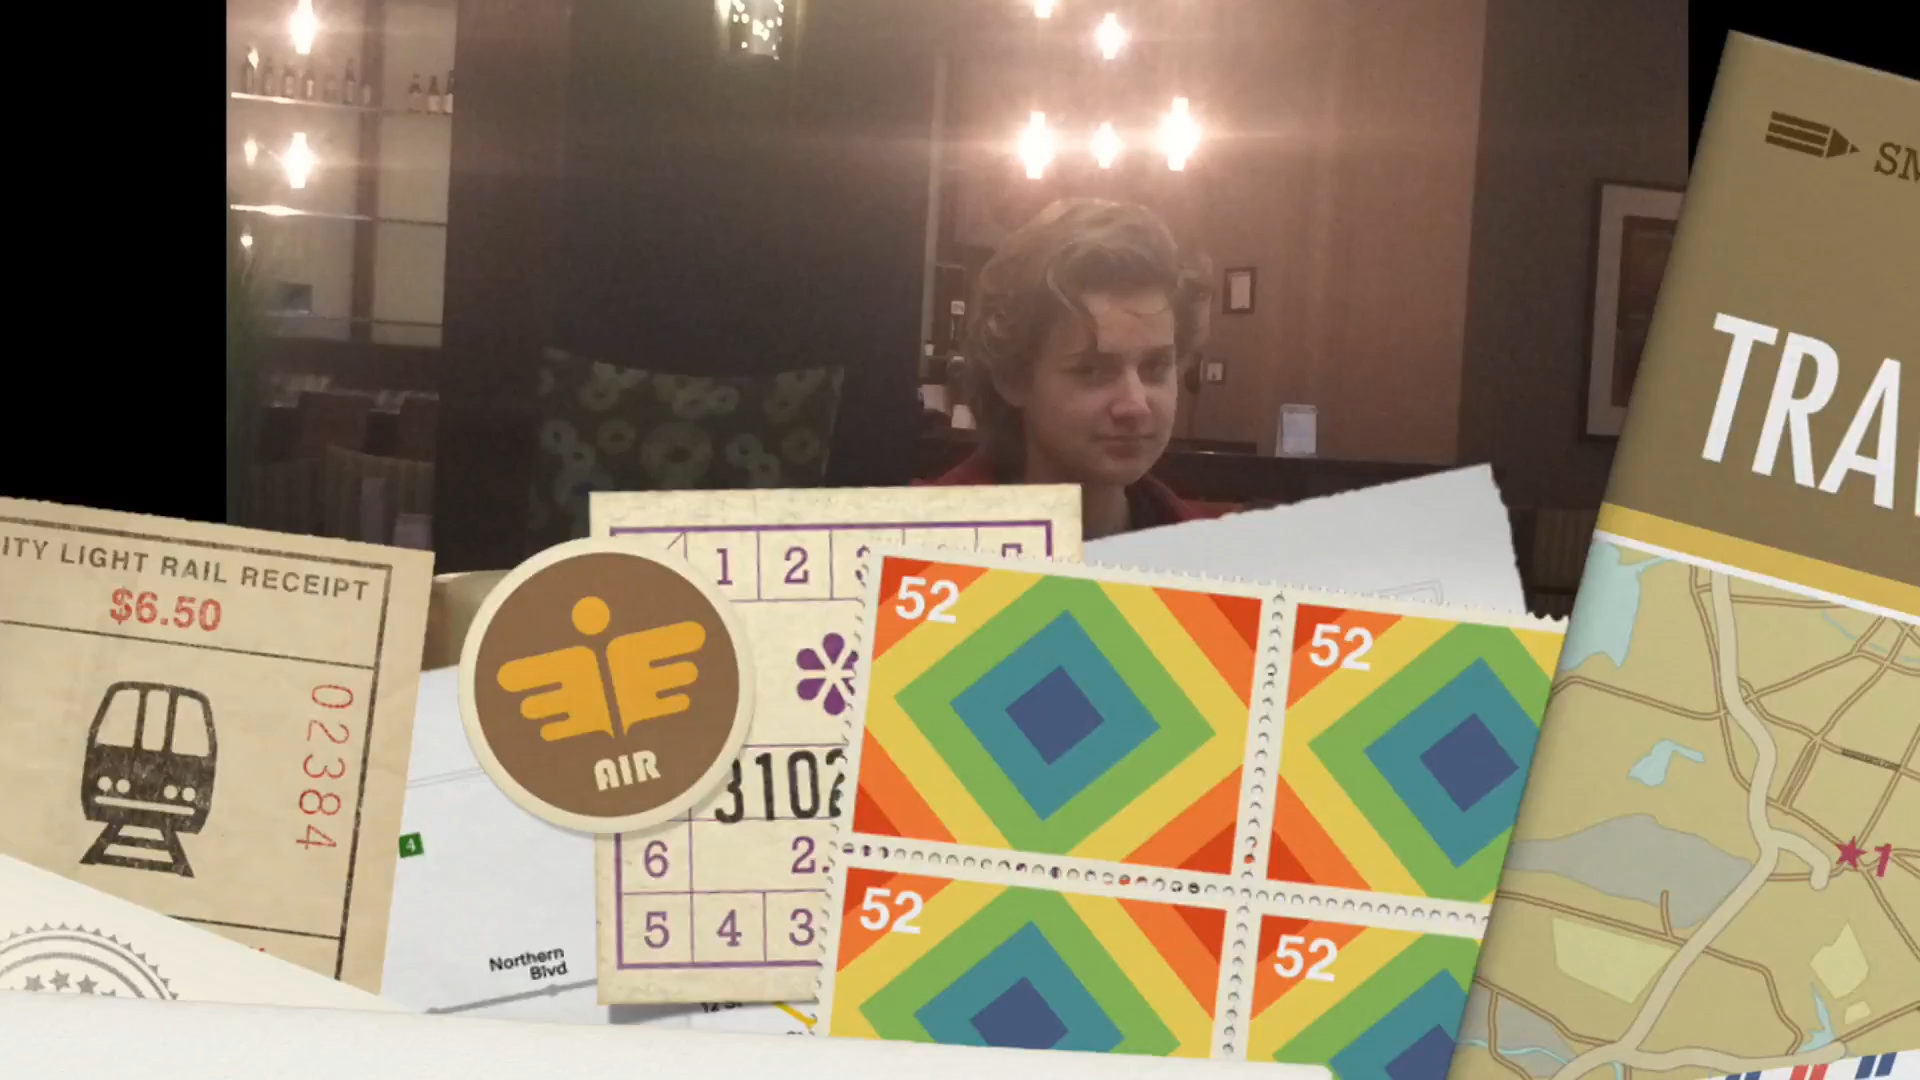 SM
TRA
CITY LIGHT RAIL RECEIPT
$6.50
02384
AIR
1 2
3102
6 2
5 4 3
52
52
52
52
4
Northern
Blvd
1